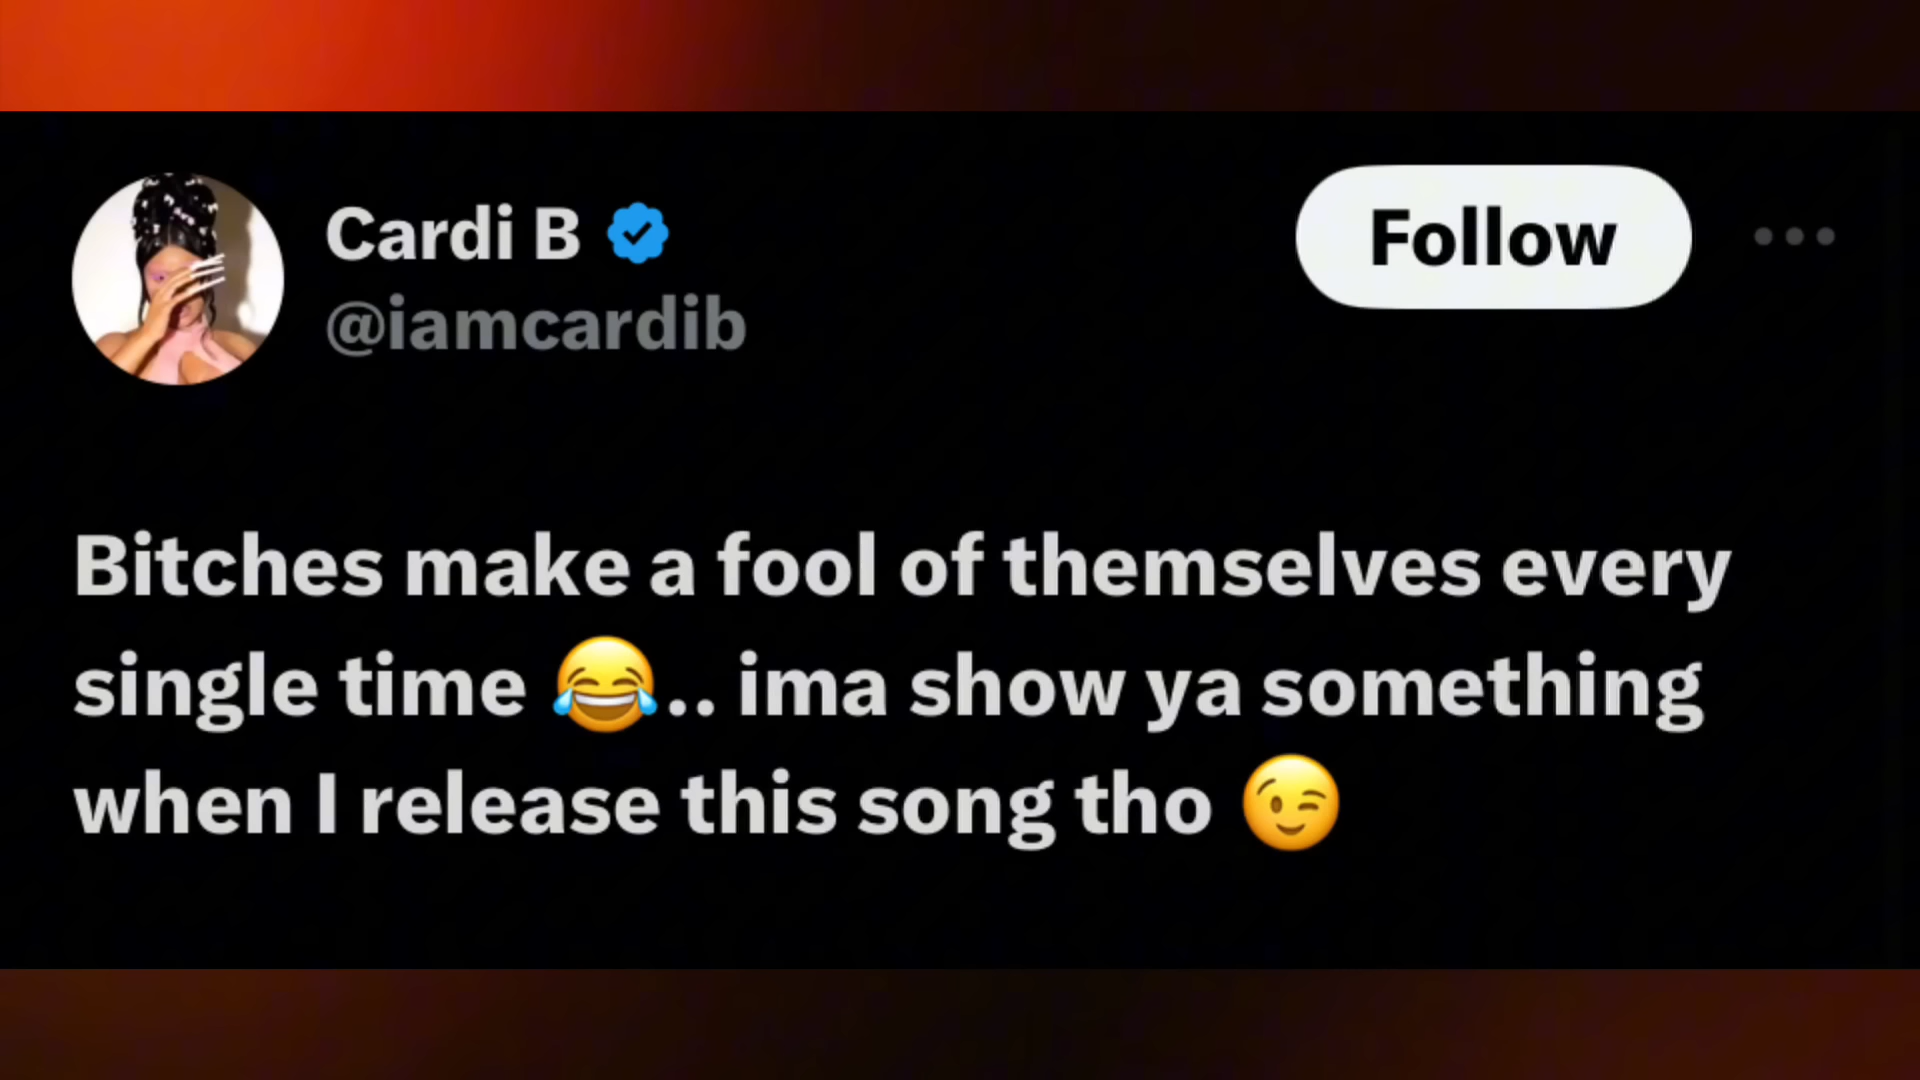 Cardi B
@iamcardib
Follow
Bitches make a fool of themselves every
single time 😂.. ima show ya something
when I release this song tho 😉